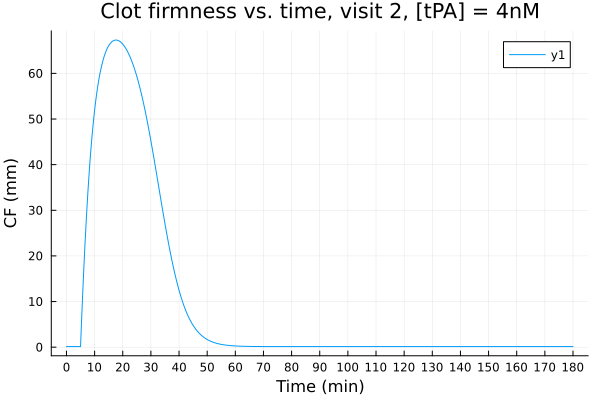 Clot firmness vs. time, visit 2, [tPA] = 4nM
y1
CF (mm)
60
50
40
30
20
10
0
0 10 20 30 40 50 60 70 80 90 100 110 120 130 140 150 160 170 180
Time (min)